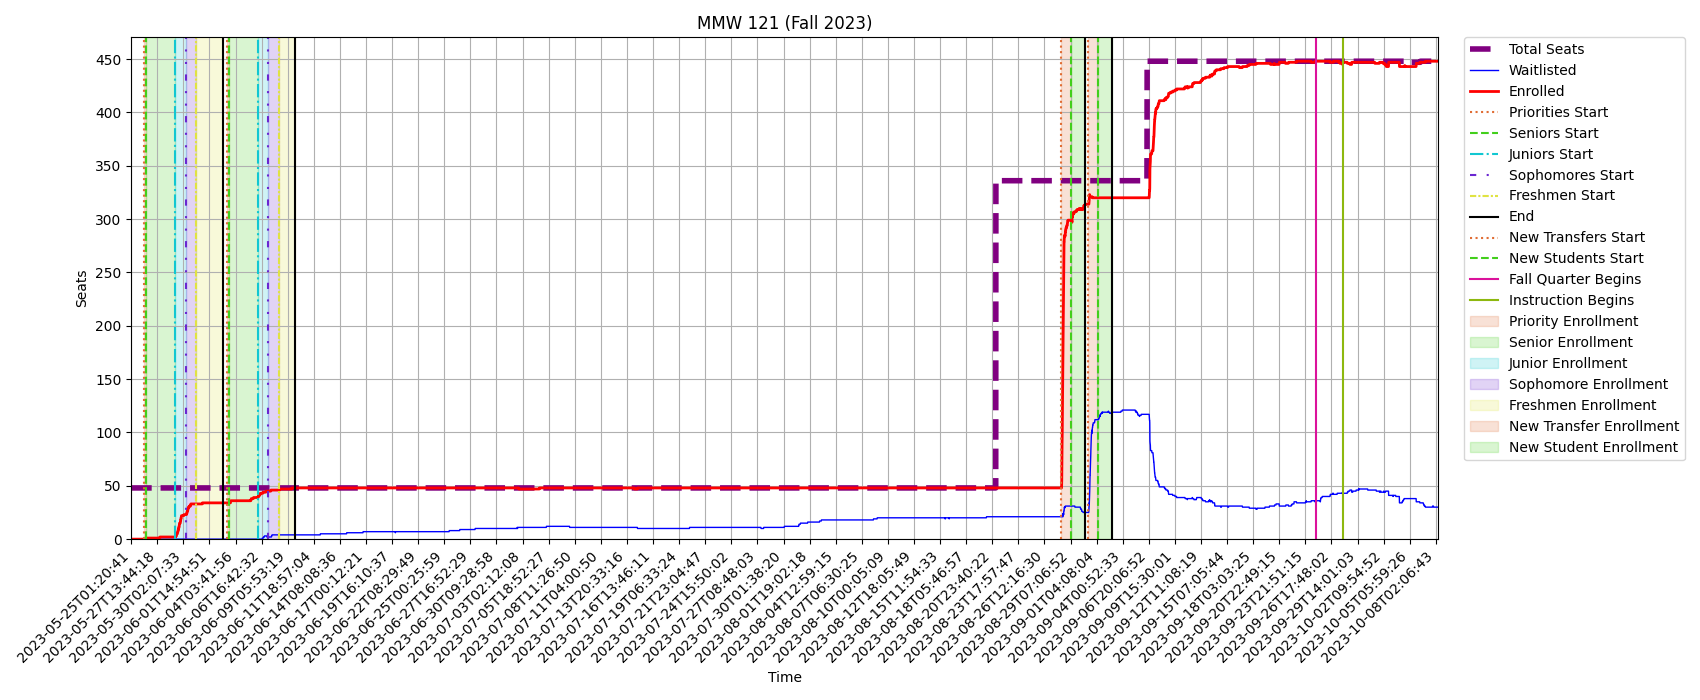 MMW 121 (Fall 2023)
Seats
450
400
350
300
250
200
150
100
50
0
2023-05-25T01:20:41
2023-05-27T13:44:18
2023-05-30T02:07:33
2023-06-01T14:54:51
2023-06-04T03:41:56
2023-06-06T16:42:32
2023-06-09T05:53:19
2023-06-11T18:57:04
2023-06-14T08:08:36
2023-06-17T00:12:21
2023-06-19T16:10:37
2023-06-22T08:29:49
2023-06-25T00:25:59
2023-06-27T16:52:29
2023-06-30T09:28:58
2023-07-03T02:12:08
2023-07-05T18:52:27
2023-07-08T11:26:50
2023-07-11T04:00:50
2023-07-13T20:33:16
2023-07-16T13:46:11
2023-07-19T06:33:24
2023-07-21T23:04:47
2023-07-24T15:50:02
2023-07-27T08:48:03
2023-07-30T01:38:20
2023-08-01T19:02:18
2023-08-04T12:59:15
2023-08-07T06:30:25
2023-08-10T00:05:09
2023-08-12T18:05:49
2023-08-15T11:54:33
2023-08-18T05:46:57
2023-08-20T23:40:22
2023-08-23T17:57:47
2023-08-26T12:16:30
2023-08-29T07:06:52
2023-09-01T04:08:04
2023-09-04T00:52:33
2023-09-06T20:06:52
2023-09-09T15:30:01
2023-09-12T11:08:19
2023-09-15T07:05:44
2023-09-18T03:03:25
2023-09-20T22:49:15
2023-09-23T21:51:15
2023-09-26T17:48:02
2023-09-29T14:01:03
2023-10-02T09:54:52
2023-10-05T05:59:26
2023-10-08T02:06:43
Time
Total Seats
Waitlisted
Enrolled
Priorities Start
Seniors Start
Juniors Start
Sophomores Start
Freshmen Start
End
New Transfers Start
New Students Start
Fall Quarter Begins
Instruction Begins
Priority Enrollment
Senior Enrollment
Junior Enrollment
Sophomore Enrollment
Freshmen Enrollment
New Transfer Enrollment
New Student Enrollment